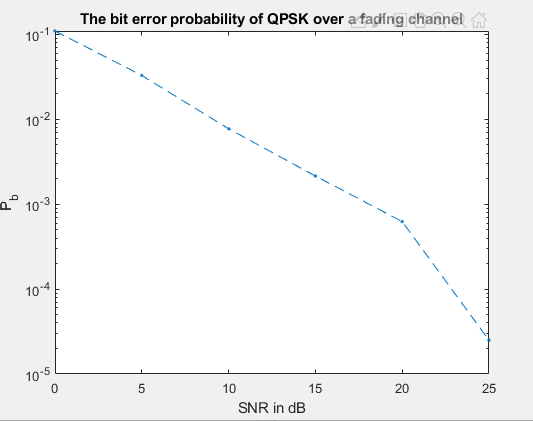 The bit error probability of QPSK over a fading channel
10-1
10-2
10-3
10-4
10-5
Pb
0 5 10 15 20 25
SNR in dB